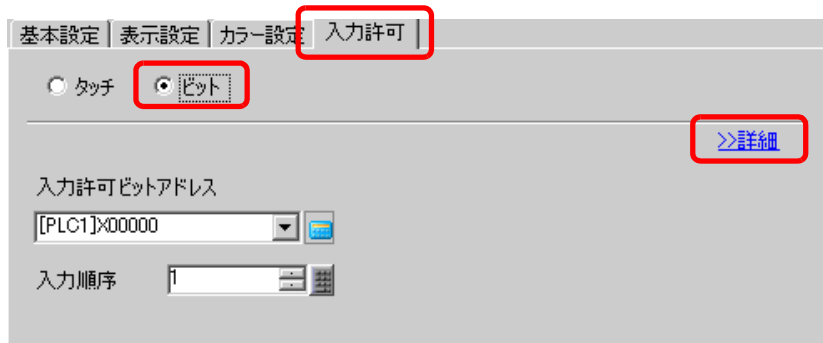 基本設定 表示設定 カラー設定 入力許可
タッチ ビット
>>詳細
入力許可ビットアドレス
[PLC1]X00000
入力順序 1